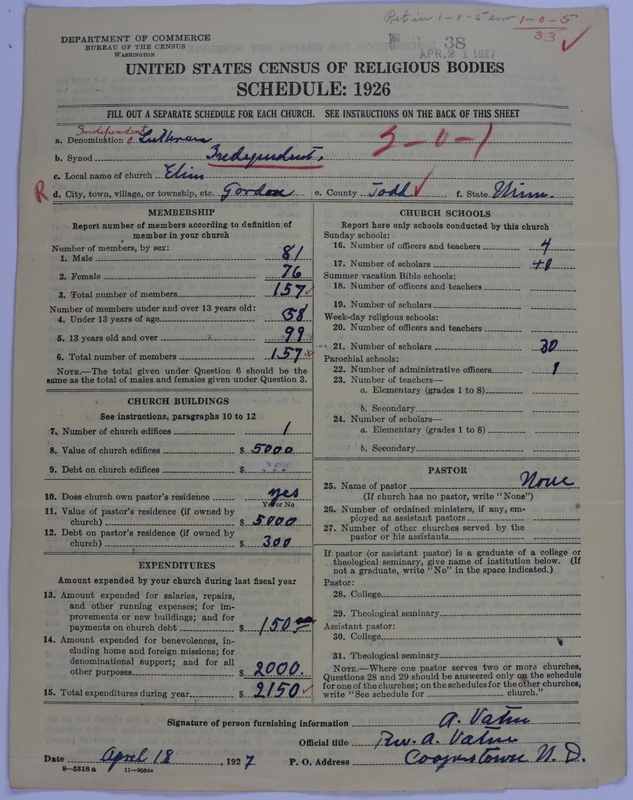 Ret in 1-0-5 env
1-0-5
33
38
APR. 21 1927
DEPARTMENT OF COMMERCE
BUREAU OF THE CENSUS
WASHINGTON
UNITED STATES CENSUS OF RELIGIOUS BODIES
SCHEDULE: 1926
FILL OUT A SEPARATE SCHEDULE FOR EACH CHURCH. SEE INSTRUCTIONS ON THE BACK OF THIS SHEET
Independent
a. Denomination Lutheran
3-0-1
b. Synod Independent.
c. Local name of church Elim
R d. City, town, village, or township, etc. Gordon e. County Todd f. State Minn.
MEMBERSHIP
Report number of members according to definition of
member in your church
Number of members, by sex:
1. Male 81
2. Female 76
3. Total number of members 157
Number of members under and over 13 years old:
4. Under 13 years of age 58
5. 13 years old and over 99
6. Total number of members 157
NOTE.—The total given under Question 6 should be the
same as the total of males and females given under Question 3.
CHURCH BUILDINGS
See instructions, paragraphs 10 to 12
7. Number of church edifices 1
8. Value of church edifices $ 5000
9. Debt on church edifices $
10. Does church own pastor's residence yes
Yes or No
11. Value of pastor's residence (if owned by
church) $ 5000
12. Debt on pastor's residence (if owned by
church) $ 300
EXPENDITURES
Amount expended by your church during last fiscal year
13. Amount expended for salaries, repairs,
and other running expenses; for im-
provements or new buildings; and for
payments on church debt $ 150.00
14. Amount expended for benevolences, in-
cluding home and foreign missions; for
denominational support; and for all
other purposes $ 2000.
15. Total expenditures during year $ 2150
CHURCH SCHOOLS
Report here only schools conducted by this church
Sunday schools:
16. Number of officers and teachers 4
17. Number of scholars 40
Summer vacation Bible schools:
18. Number of officers and teachers
19. Number of scholars
Week-day religious schools:
20. Number of officers and teachers
21. Number of scholars 30
Parochial schools:
22. Number of administrative officers 1
23. Number of teachers—
a. Elementary (grades 1 to 8)
b. Secondary
24. Number of scholars—
a. Elementary (grades 1 to 8)
b. Secondary
PASTOR
25. Name of pastor None
(If church has no pastor, write "None")
26. Number of ordained ministers, if any, em-
ployed as assistant pastors
27. Number of other churches served by the
pastor or his assistants
If pastor (or assistant pastor) is a graduate of a college or
theological seminary, give name of institution below. (If
not a graduate, write "No" in the space indicated.)
Pastor:
28. College
29. Theological seminary
Assistant pastor:
30. College
31. Theological seminary
NOTE.—Where one pastor serves two or more churches,
Questions 28 and 29 should be answered only on the schedule
for one of the churches; on the schedules for the other churches,
write "See schedule for church."
Signature of person furnishing information A. Vatne
Official title Rev. A. Vatne
Date April 18, 1927 P. O. Address Cooperstown N. D.
8—5518 a